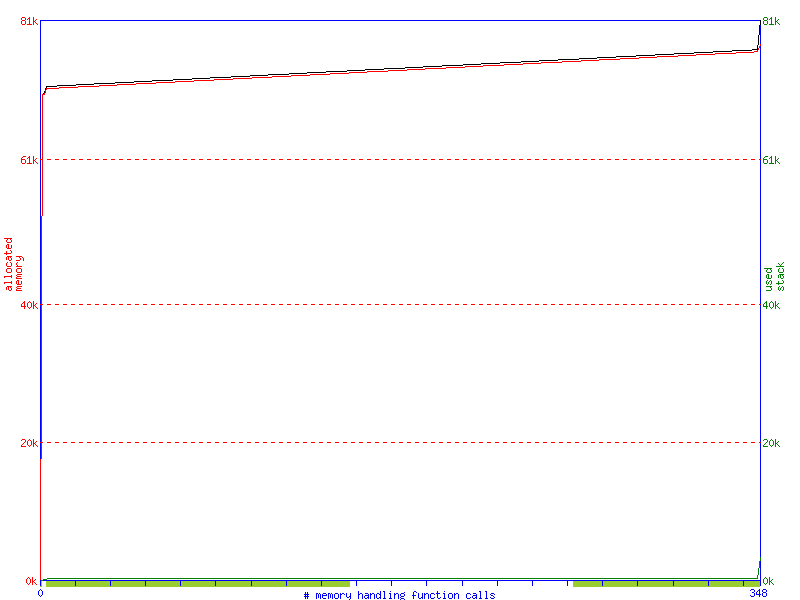 81k 81k
61k 61k
allocated
memory
used
stack
40k 40k
20k 20k
0k 0k
0 348
# memory handling function calls